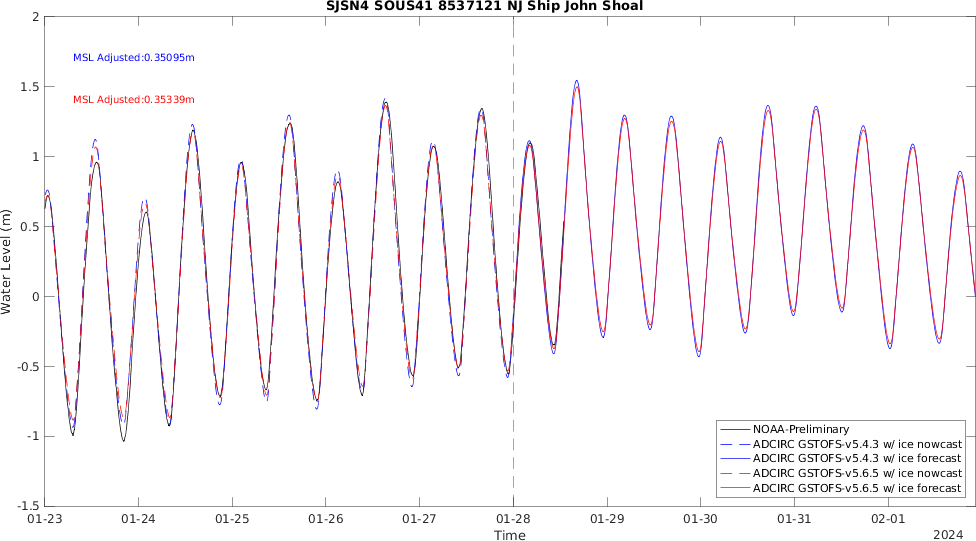 SJSN4 SOUS41 8537121 NJ Ship John Shoal
MSL Adjusted:0.35095m
MSL Adjusted:0.35339m
Water Level (m)
2
1.5
1
0.5
0
-0.5
-1
-1.5
NOAA-Preliminary
ADCIRC GSTOFS-v5.4.3 w/ ice nowcast
ADCIRC GSTOFS-v5.4.3 w/ ice forecast
ADCIRC GSTOFS-v5.6.5 w/ ice nowcast
ADCIRC GSTOFS-v5.6.5 w/ ice forecast
01-23 01-24 01-25 01-26 01-27 01-28 01-29 01-30 01-31 02-01
Time
2024